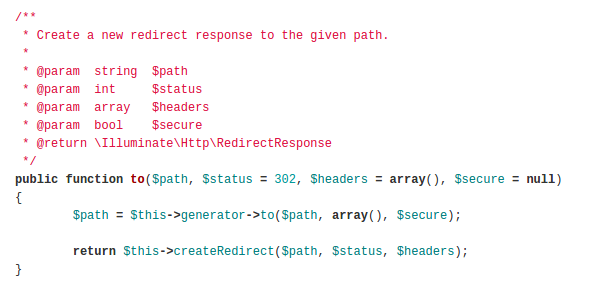 /**
 * Create a new redirect response to the given path.
 *
 * @param  string  $path
 * @param  int     $status
 * @param  array   $headers
 * @param  bool    $secure
 * @return \Illuminate\Http\RedirectResponse
 */
public function to($path, $status = 302, $headers = array(), $secure = null)
{
        $path = $this->generator->to($path, array(), $secure);

        return $this->createRedirect($path, $status, $headers);
}